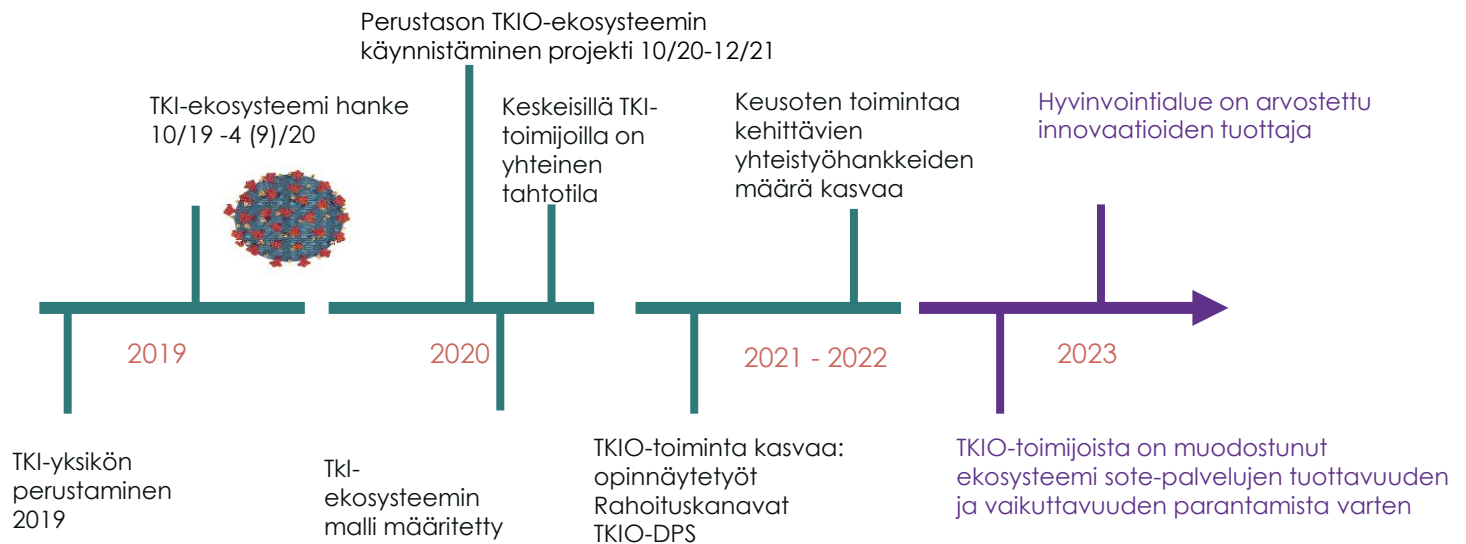 Perustason TKIO-ekosysteemin
käynnistäminen projekti 10/20-12/21
TKI-ekosysteemi hanke
10/19 -4 (9)/20
Keskeisillä TKI-
toimijoilla on
yhteinen
tahtotila
Keusoten toimintaa
kehittävien
yhteistyöhankkeiden
määrä kasvaa
Hyvinvointialue on arvostettu
innovaatioiden tuottaja
2019
2020
2021 - 2022
2023
TKI-yksikön
perustaminen
2019
TkI-
ekosysteemin
malli määritetty
TKIO-toiminta kasvaa:
opinnäytetyöt
Rahoituskanavat
TKIO-DPS
TKIO-toimijoista on muodostunut
ekosysteemi sote-palvelujen tuottavuuden
ja vaikuttavuuden parantamista varten